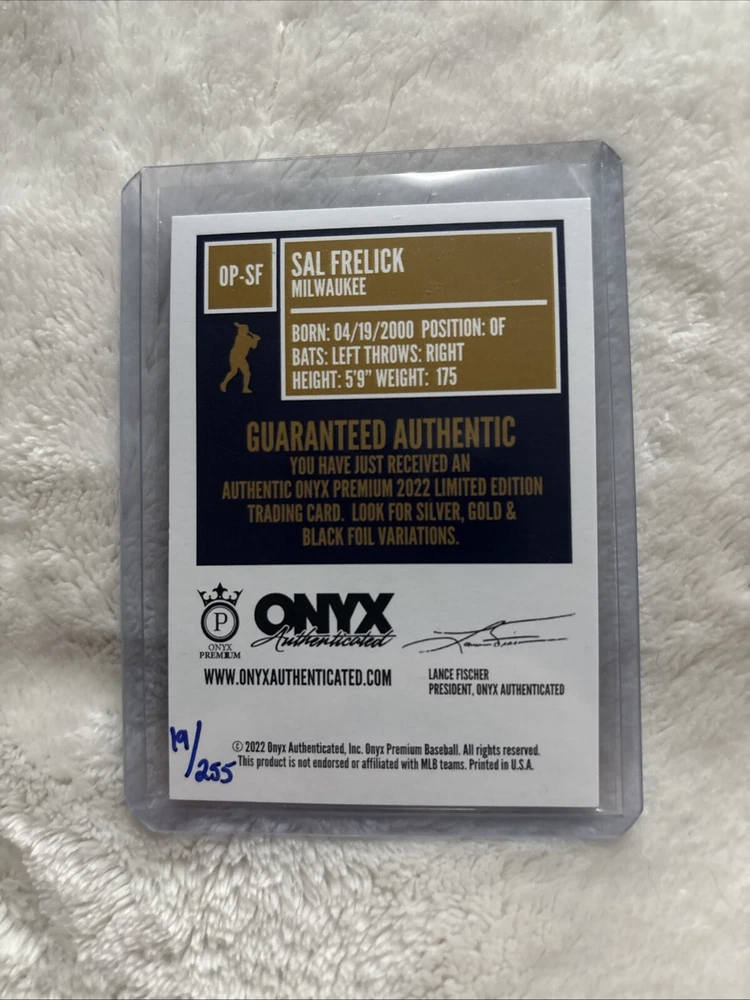 OP-SF
SAL FRELICK
MILWAUKEE
BORN: 04/19/2000 POSITION: OF
BATS: LEFT THROWS: RIGHT
HEIGHT: 5'9" WEIGHT: 175
GUARANTEED AUTHENTIC
YOU HAVE JUST RECEIVED AN
AUTHENTIC ONYX PREMIUM 2022 LIMITED EDITION
TRADING CARD. LOOK FOR SILVER, GOLD &
BLACK FOIL VARIATIONS.
P
ONYX
PREMIUM
ONYX
Authenticated
WWW.ONYXAUTHENTICATED.COM
LANCE FISCHER
PRESIDENT, ONYX AUTHENTICATED
19/255
© 2022 Onyx Authenticated, Inc. Onyx Premium Baseball. All rights reserved.
This product is not endorsed or affiliated with MLB teams. Printed in U.S.A.